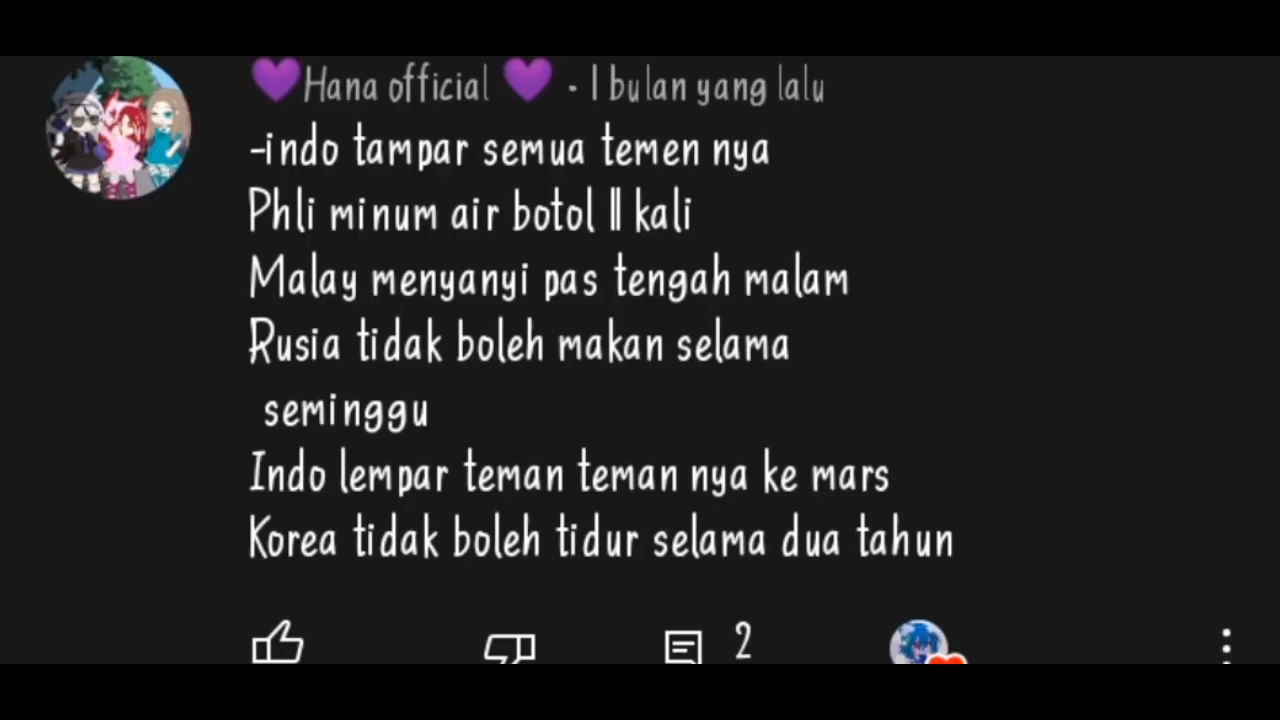 💜Hana official 💜 · 1 bulan yang lalu
-indo tampar semua temen nya
Phli minum air botol 11 kali
Malay menyanyi pas tengah malam
Rusia tidak boleh makan selama
seminggu
Indo lempar teman teman nya ke mars
Korea tidak boleh tidur selama dua tahun
2